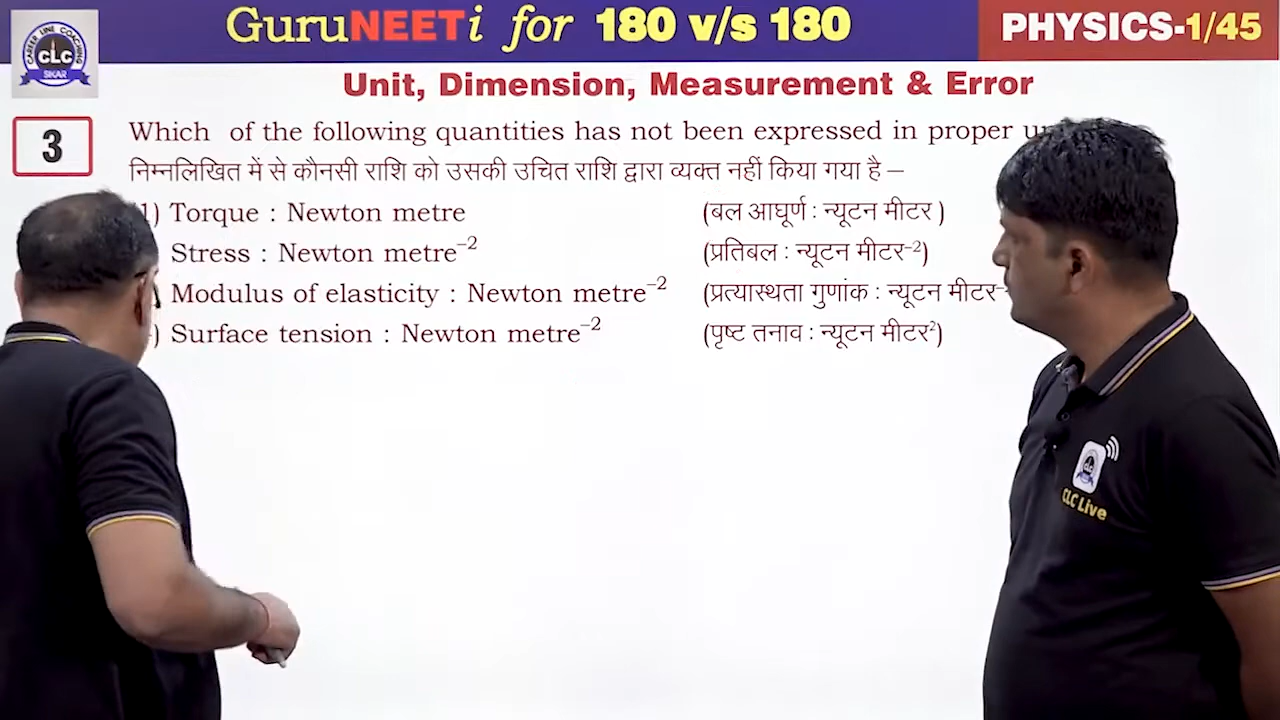 GuruNEETi for 180 v/s 180
PHYSICS-1/45
CAREER LINE COACHING
CLC
SIKAR
Unit, Dimension, Measurement & Error
3
Which of the following quantities has not been expressed in proper
निम्नलिखित में से कौनसी राशि को उसकी उचित राशि द्वारा व्यक्त नहीं किया गया है –
1) Torque : Newton metre (बल आघूर्ण : न्यूटन मीटर )
Stress : Newton metre⁻² (प्रतिबल : न्यूटन मीटर⁻²)
Modulus of elasticity : Newton metre⁻² (प्रत्यास्थता गुणांक : न्यूटन मीटर⁻
) Surface tension : Newton metre⁻² (पृष्ट तनाव : न्यूटन मीटर²)
CLC
CLC Live